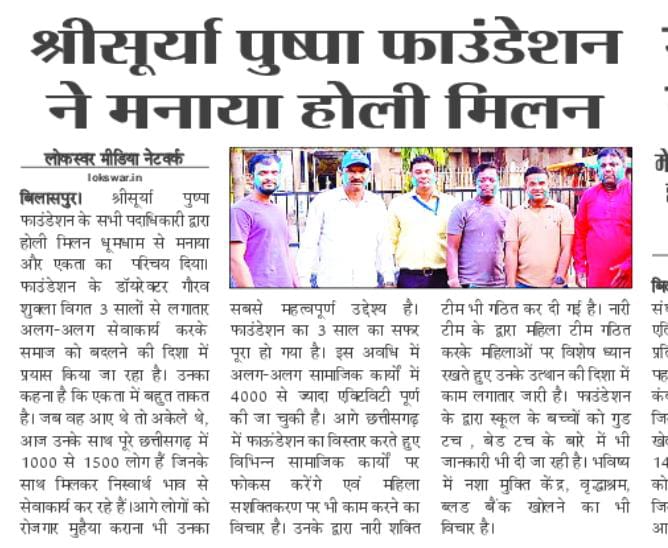 श्रीसूर्या पुष्पा फाउंडेशन
ने मनाया होली मिलन
लोकस्वर मीडिया नेटवर्क
lokswar.in
बिलासपुर। श्रीसूर्या पुष्पा
फाउंडेशन के सभी पदाधिकारी द्वारा
होली मिलन धूमधाम से मनाया
और एकता का परिचय दिया।
फाउंडेशन के डॉयरेक्टर गौरव
शुक्ला विगत 3 सालों से लगातार
अलग-अलग सेवाकार्य करके
समाज को बदलने की दिशा में
प्रयास किया जा रहा है। उनका
कहना है कि एकता में बहुत ताकत
है। जब वह आए थे तो अकेले थे,
आज उनके साथ पूरे छत्तीसगढ़ में
1000 से 1500 लोग हैं जिनके
साथ मिलकर निस्वार्थ भाव से
सेवाकार्य कर रहे हैं।आगे लोगों को
रोजगार मुहैया कराना भी उनका
सबसे महत्वपूर्ण उद्देश्य है।
फाउंडेशन का 3 साल का सफर
पूरा हो गया है। इस अवधि में
अलग-अलग सामाजिक कार्यों में
4000 से ज्यादा एक्टिविटी पूर्ण
की जा चुकी है। आगे छत्तीसगढ़
में फाऊंडेशन का विस्तार करते हुए
विभिन्न सामाजिक कार्यों पर
फोकस करेंगे एवं महिला
सशक्तिकरण पर भी काम करने का
विचार है। उनके द्वारा नारी शक्ति
टीम भी गठित कर दी गई है। नारी
टीम के द्वारा महिला टीम गठित
करके महिलाओं पर विशेष ध्यान
रखते हुए उनके उत्थान की दिशा में
काम लगातार जारी है। फाउंडेशन
के द्वारा स्कूल के बच्चों को गुड
टच , बेड टच के बारे में भी
जानकारी भी दी जा रही है। भविष्य
में नशा मुक्ति केंद्र, वृद्धाश्रम,
ब्लड बैंक खोलने का भी
विचार है।